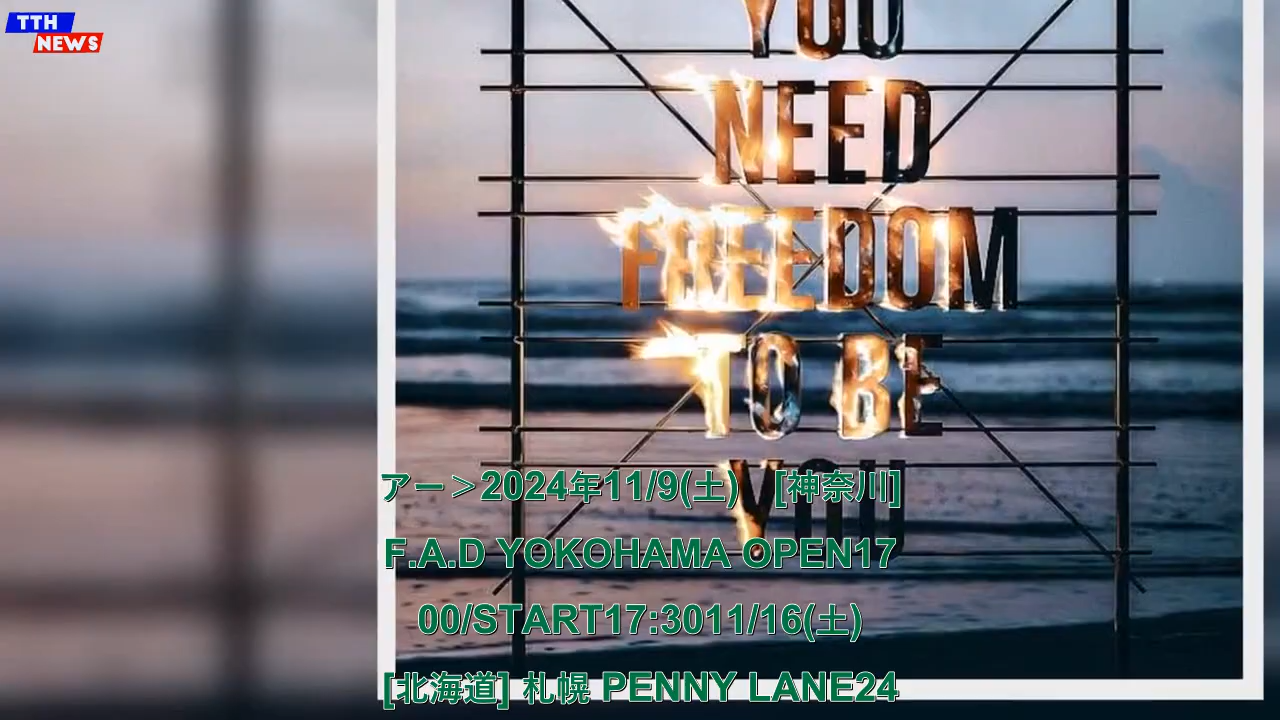 TTH
NEWS
YOU
NEED
FREEDOM
TO BE
YOU
アー＞2024年11/9(土)　[神奈川]
F.A.D YOKOHAMA OPEN17
00/START17:3011/16(土)
[北海道] 札幌 PENNY LANE24